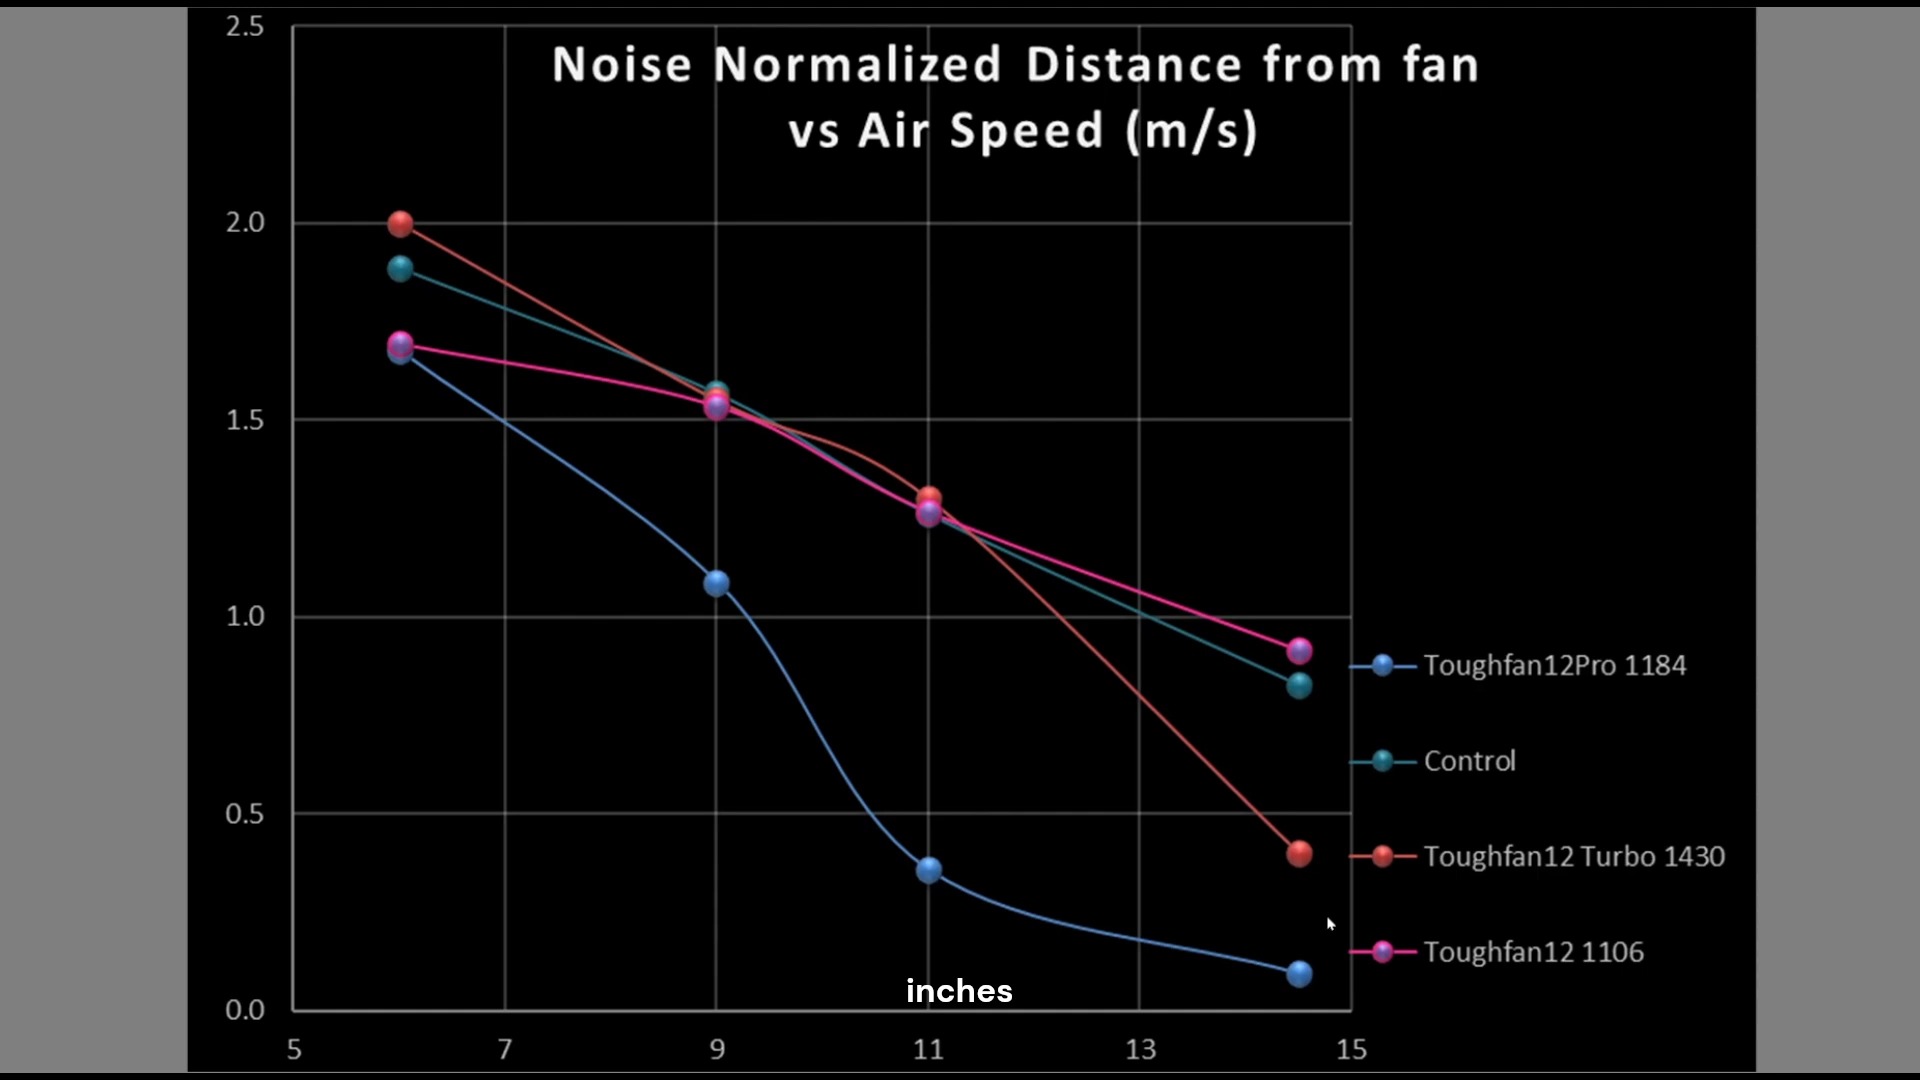 Noise Normalized Distance from fan
vs Air Speed (m/s)
2.5
2.0
1.5
1.0
0.5
0.0
5
7
9
11
13
15
inches
Toughfan12Pro 1184
Control
Toughfan12 Turbo 1430
Toughfan12 1106